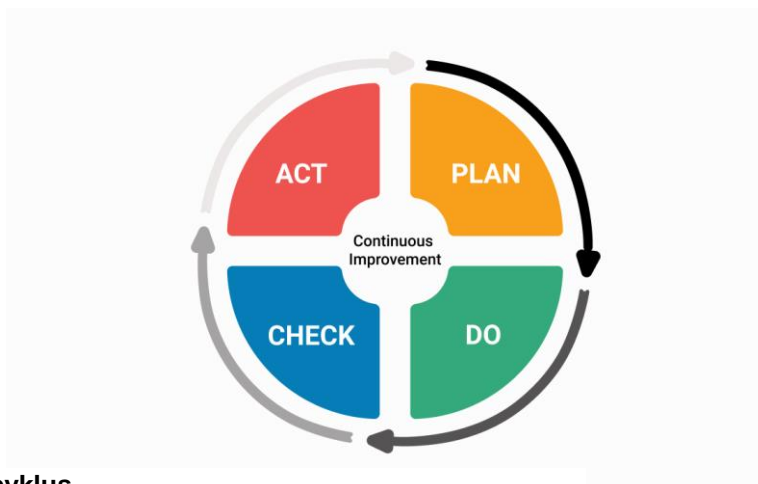 ACT
PLAN
Continuous
Improvement
CHECK
DO